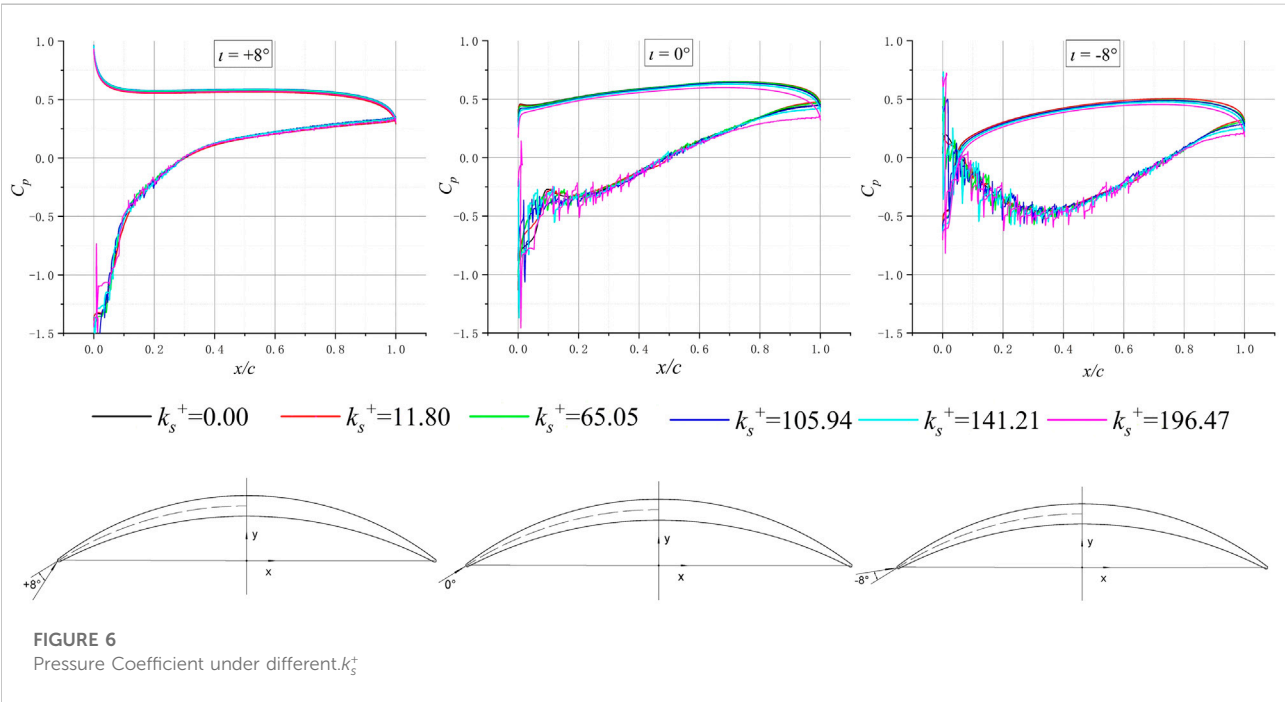 ι = +8°
1.0
0.5
0.0
-0.5
-1.0
-1.5
C_p
0.0 0.2 0.4 0.6 0.8 1.0
x/c
ι = 0°
1.0
0.5
0.0
-0.5
-1.0
-1.5
C_p
0.0 0.2 0.4 0.6 0.8 1.0
x/c
ι = -8°
1.0
0.5
0.0
-0.5
-1.0
-1.5
C_p
0.0 0.2 0.4 0.6 0.8 1.0
x/c
k_s^+=0.00 k_s^+=11.80 k_s^+=65.05 k_s^+=105.94 k_s^+=141.21 k_s^+=196.47
y
x
+8°
y
x
0°
y
x
-8°
FIGURE 6
Pressure Coefficient under different.k_s^+